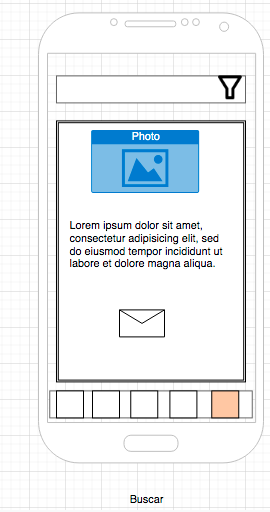 Photo
Lorem ipsum dolor sit amet,
consectetur adipisicing elit, sed
do eiusmod tempor incididunt ut
labore et dolore magna aliqua.
Buscar